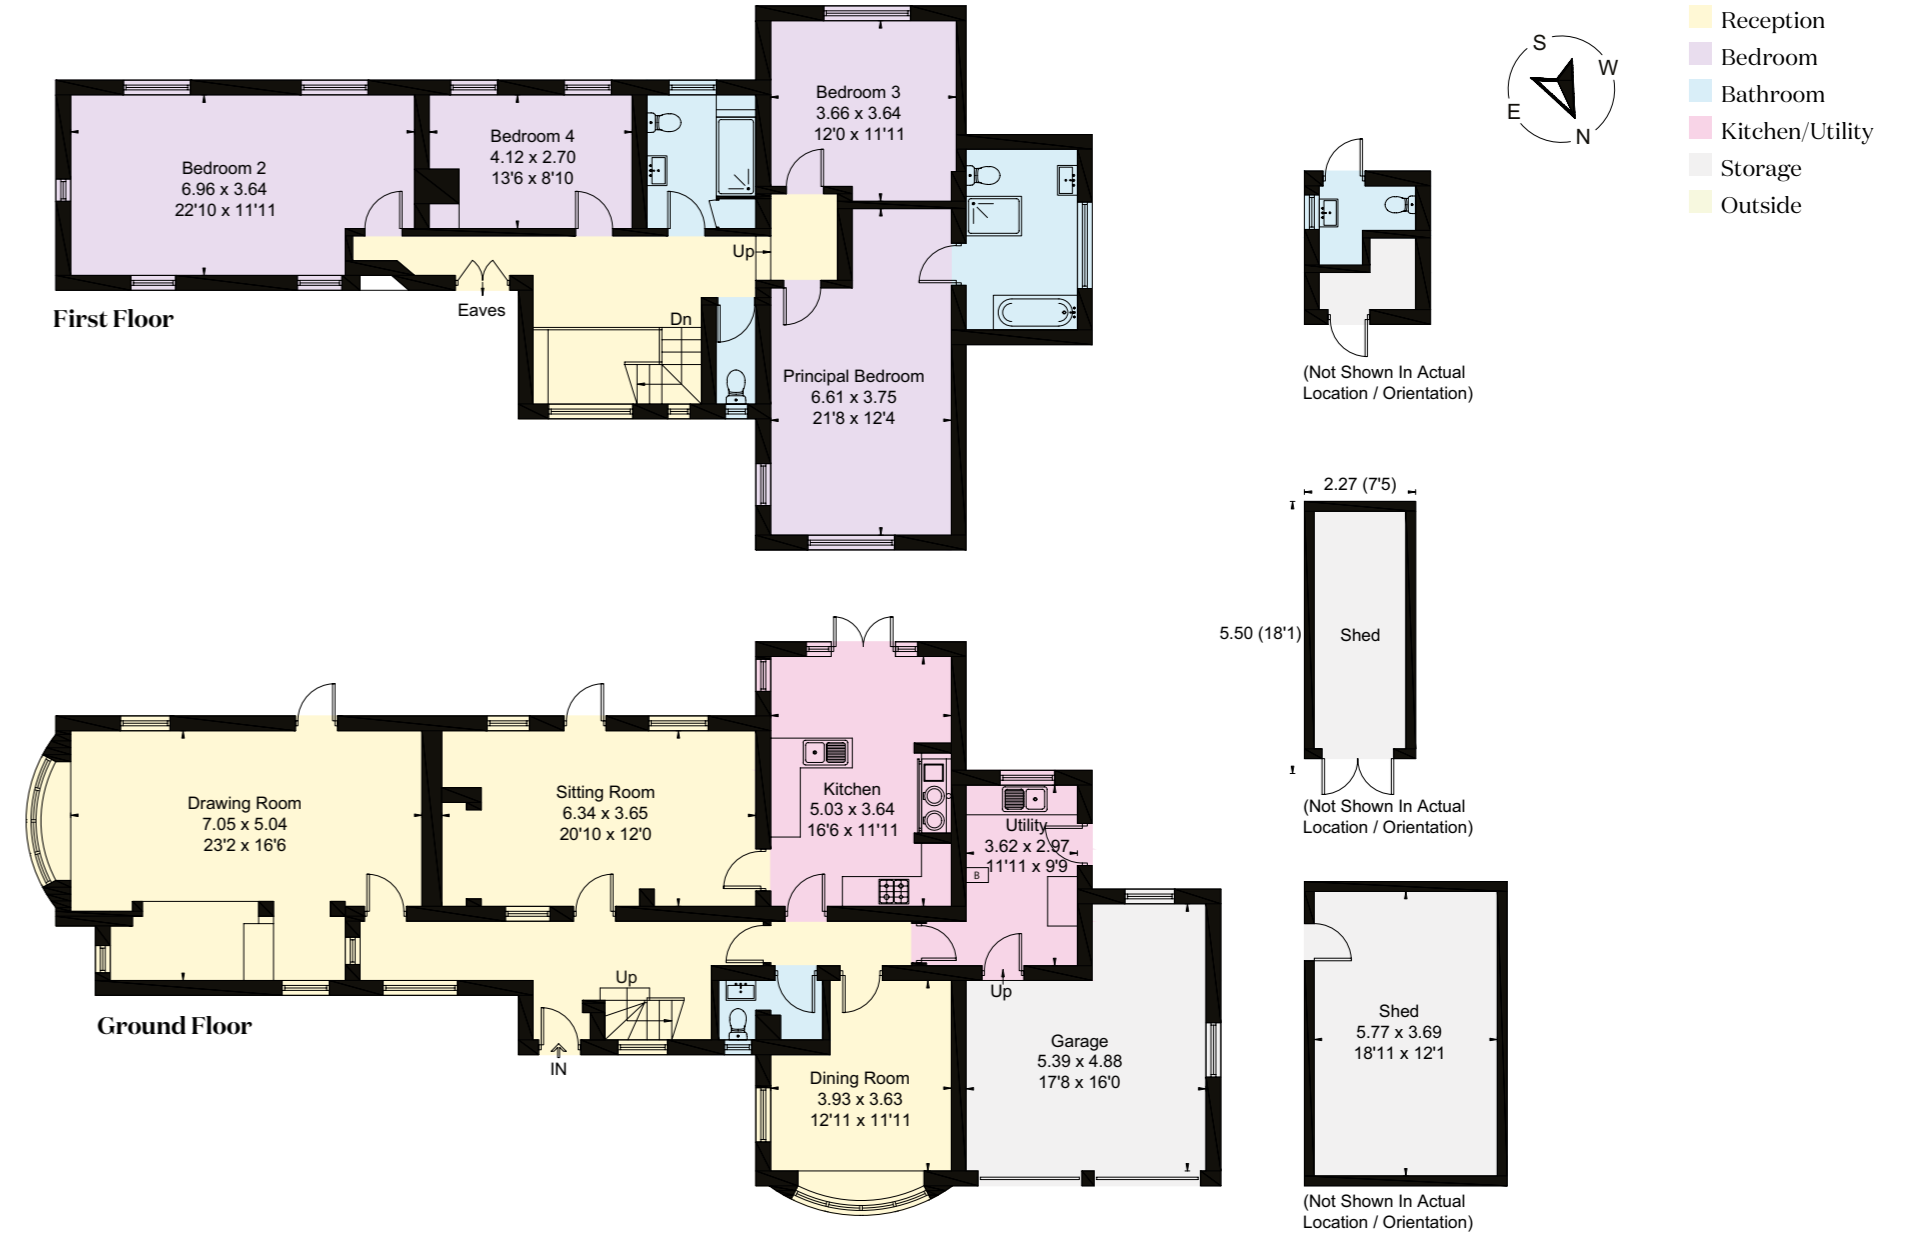 Reception
Bedroom
Bathroom
Kitchen/Utility
Storage
Outside
S
W
E
N
Bedroom 3
3.66 x 3.64
12'0 x 11'11
Bedroom 4
4.12 x 2.70
13'6 x 8'10
Bedroom 2
6.96 x 3.64
22'10 x 11'11
Up
Eaves
Dn
First Floor
Principal Bedroom
6.61 x 3.75
21'8 x 12'4
(Not Shown In Actual
Location / Orientation)
2.27 (7'5)
5.50 (18'1)
Shed
(Not Shown In Actual
Location / Orientation)
Drawing Room
7.05 x 5.04
23'2 x 16'6
Sitting Room
6.34 x 3.65
20'10 x 12'0
Kitchen
5.03 x 3.64
16'6 x 11'11
Utility
3.62 x 2.97
11'11 x 9'9
B
Up
Up
Ground Floor
IN
Dining Room
3.93 x 3.63
12'11 x 11'11
Garage
5.39 x 4.88
17'8 x 16'0
Shed
5.77 x 3.69
18'11 x 12'1
(Not Shown In Actual
Location / Orientation)